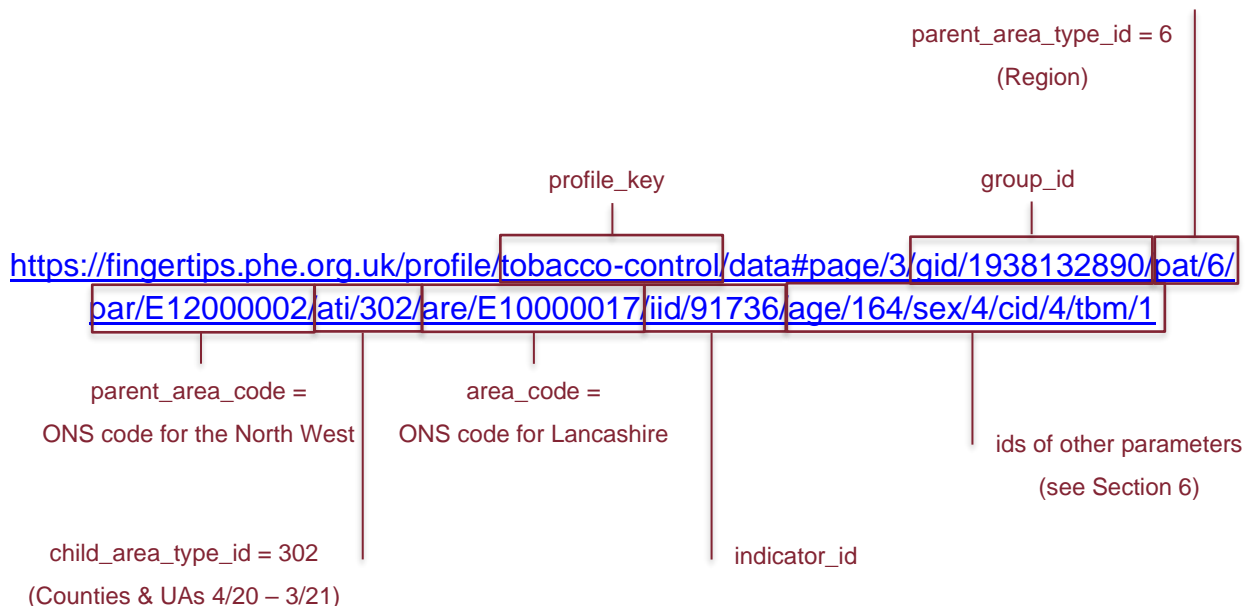 parent_area_type_id = 6
(Region)
profile_key
group_id
https://fingertips.phe.org.uk/profile/tobacco-control/data#page/3/gid/1938132890/pat/6/
par/E12000002/ati/302/are/E10000017/iid/91736/age/164/sex/4/cid/4/tbm/1
parent_area_code =
ONS code for the North West
area_code =
ONS code for Lancashire
ids of other parameters
(see Section 6)
child_area_type_id = 302
(Counties & UAs 4/20 – 3/21)
indicator_id